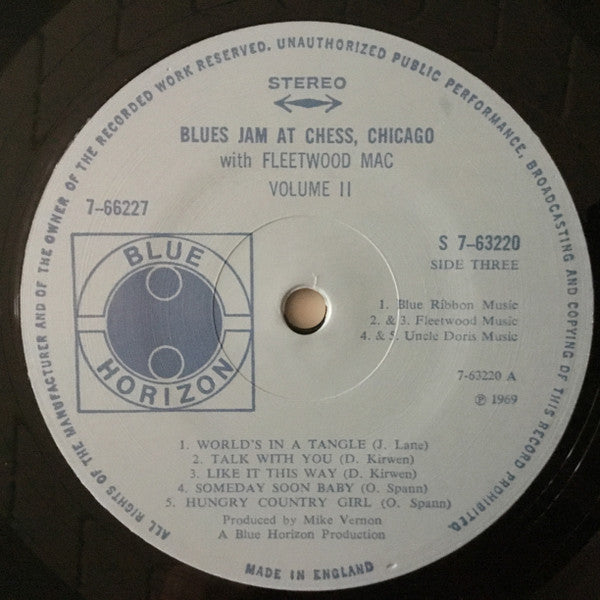 ALL RIGHTS OF THE MANUFACTURER AND OF THE OWNER OF THE RECORDED WORK RESERVED. UNAUTHORIZED PUBLIC PERFORMANCE, BROADCASTING AND COPYING OF THIS RECORD PROHIBITED.
STEREO
BLUES JAM AT CHESS, CHICAGO
with FLEETWOOD MAC
VOLUME II
7-66227
BLUE
HORIZON
S 7-63220
SIDE THREE
1. Blue Ribbon Music
2. & 3. Fleetwood Music
4. & 5. Uncle Doris Music
7-63220 A
℗ 1969
1. WORLD'S IN A TANGLE (J. Lane)
2. TALK WITH YOU (D. Kirwen)
3. LIKE IT THIS WAY (D. Kirwen)
4. SOMEDAY SOON BABY (O. Spann)
5. HUNGRY COUNTRY GIRL (O. Spann)
Produced by Mike Vernon
A Blue Horizon Production
MADE IN ENGLAND